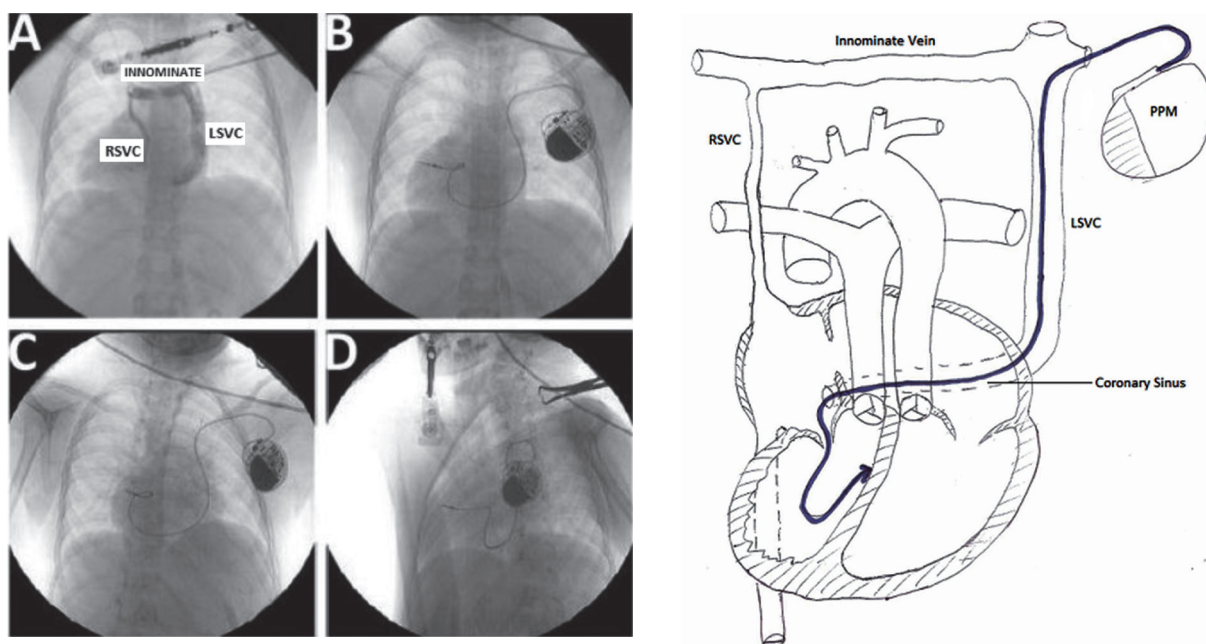 A
INNOMINATE
RSVC
LSVC
B
C
D
Innominate Vein
RSVC
PPM
LSVC
Coronary Sinus